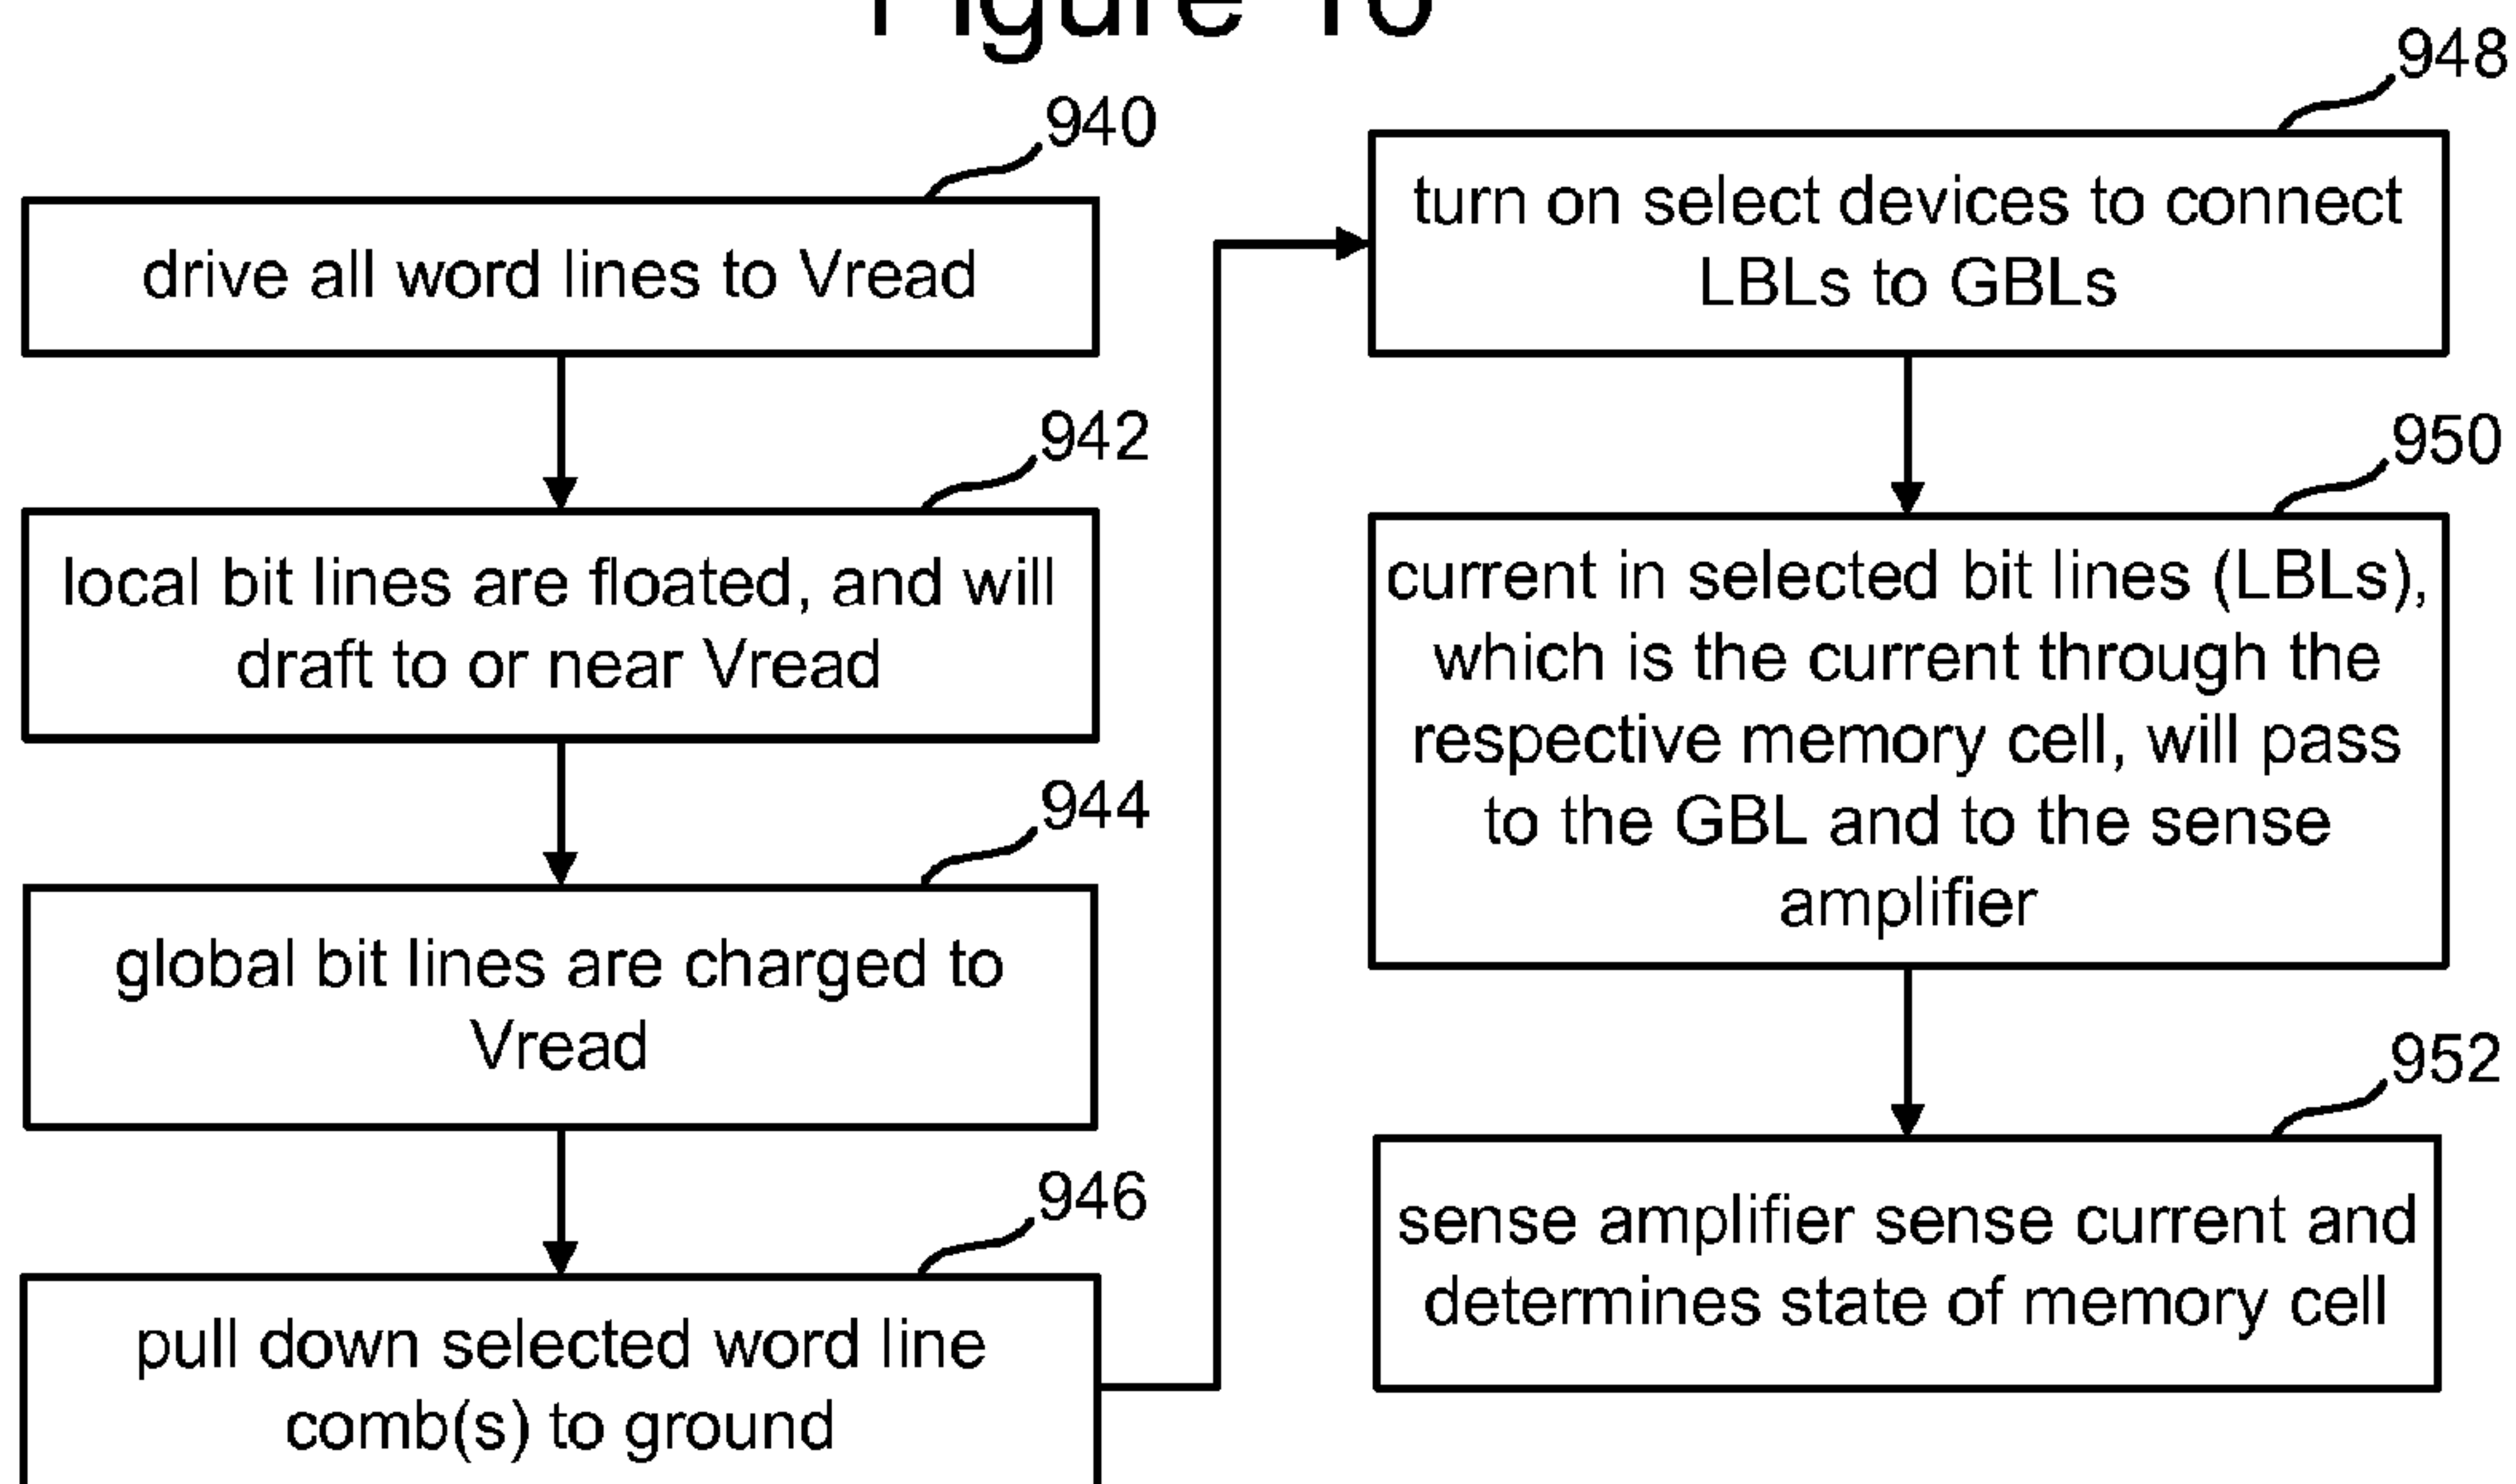 940
drive all word lines to Vread
942
local bit lines are floated, and will
draft to or near Vread
944
global bit lines are charged to
Vread
946
pull down selected word line
comb(s) to ground
948
turn on select devices to connect
LBLs to GBLs
950
current in selected bit lines (LBLs),
which is the current through the
respective memory cell, will pass
to the GBL and to the sense
amplifier
952
sense amplifier sense current and
determines state of memory cell